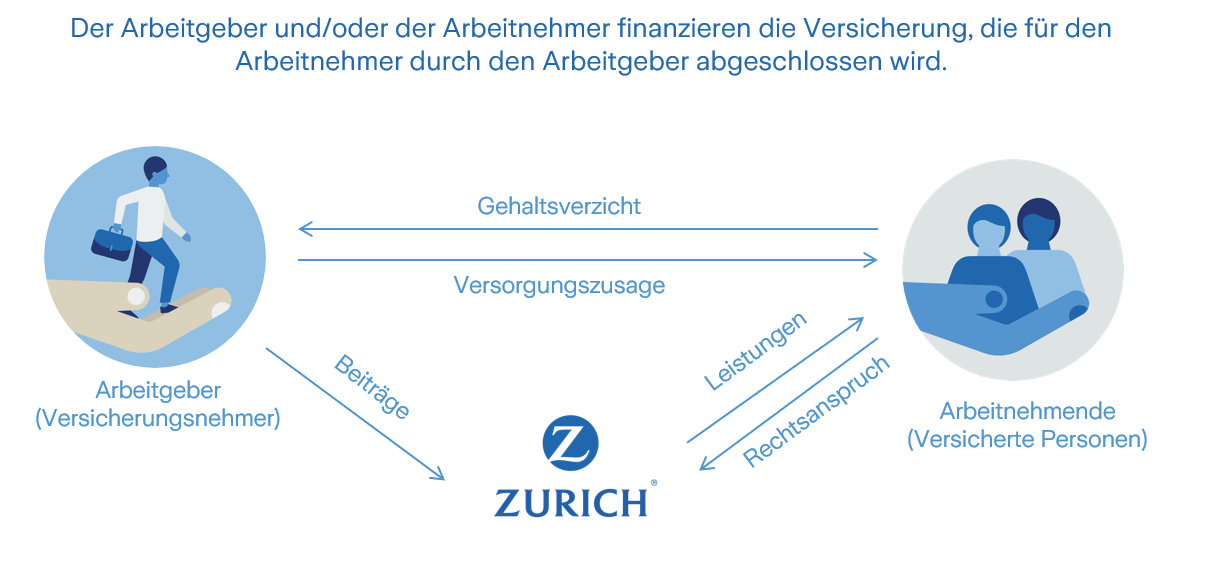 Der Arbeitgeber und/oder der Arbeitnehmer finanzieren die Versicherung, die für den
Arbeitnehmer durch den Arbeitgeber abgeschlossen wird.
Gehaltsverzicht
Versorgungszusage
Arbeitgeber
(Versicherungsnehmer)
Beiträge
Leistungen
Rechtsanspruch
Arbeitnehmende
(Versicherte Personen)
Z
ZURICH®